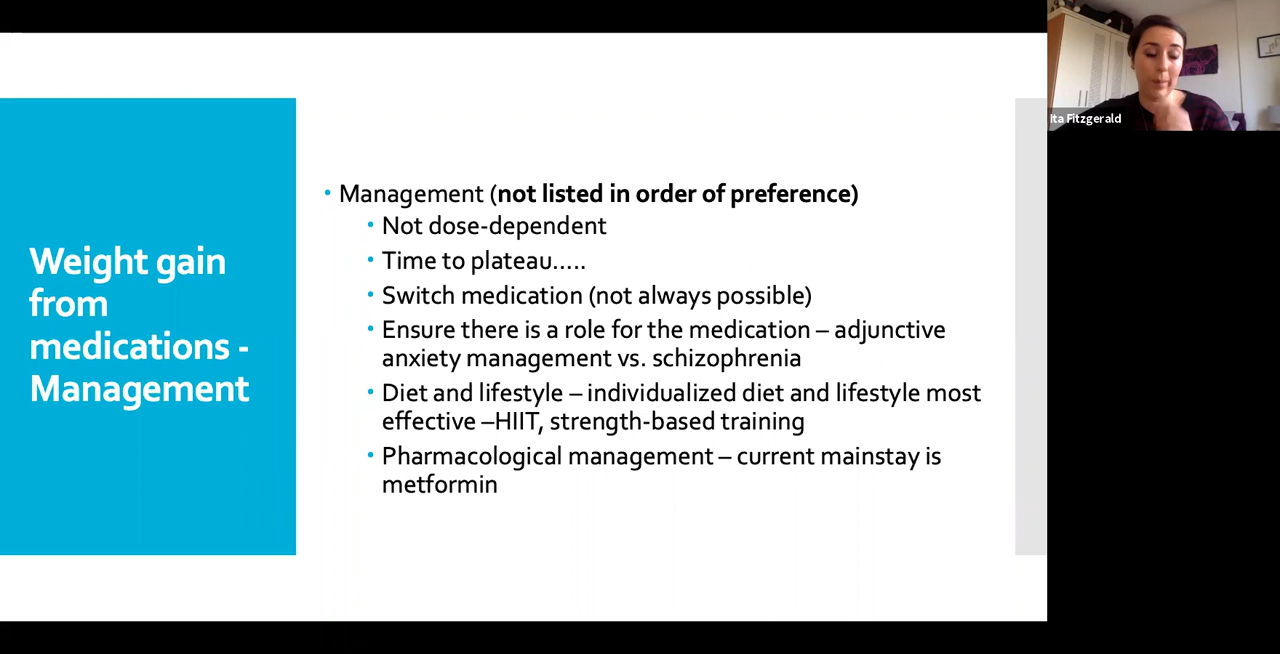 Weight gain
from
medications -
Management
• Management (not listed in order of preference)
• Not dose-dependent
• Time to plateau.....
• Switch medication (not always possible)
• Ensure there is a role for the medication – adjunctive
anxiety management vs. schizophrenia
• Diet and lifestyle – individualized diet and lifestyle most
effective –HIIT, strength-based training
• Pharmacological management – current mainstay is
metformin
Ita Fitzgerald